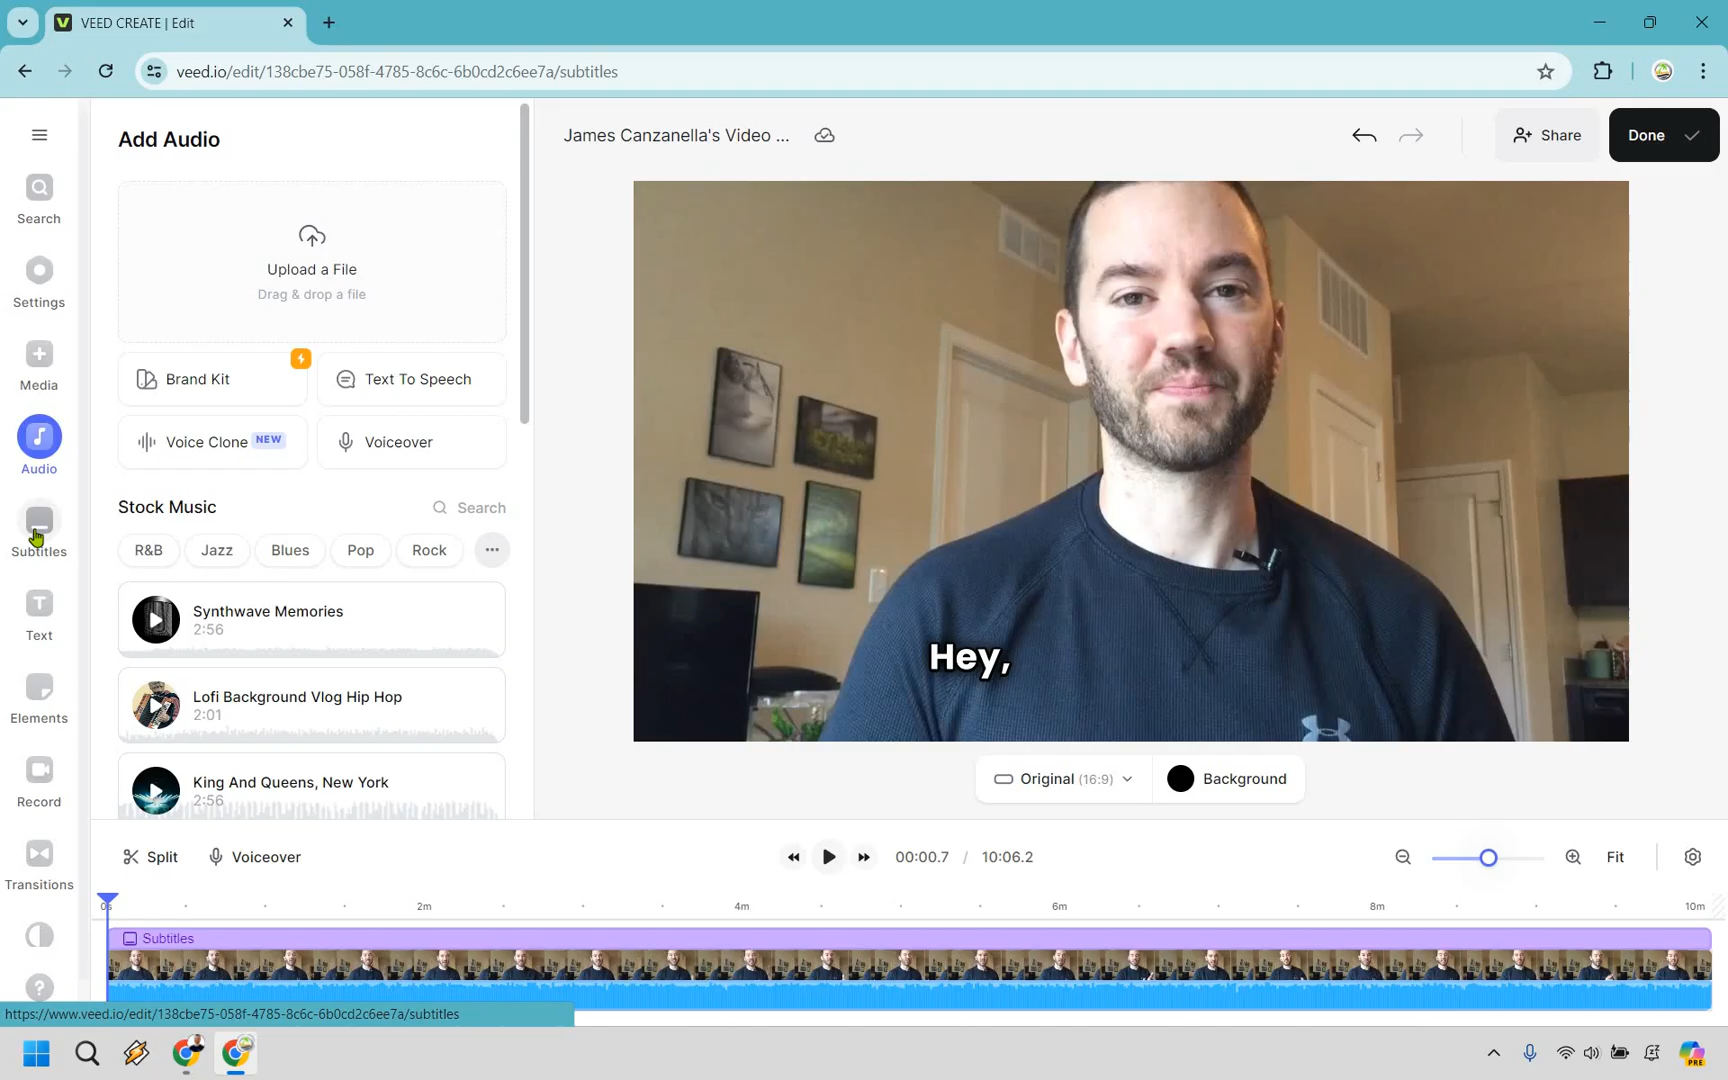 VEED CREATE | Edit
veed.io/edit/138cbe75-058f-4785-8c6c-6b0cd2c6ee7a/subtitles
Search
Settings
Media
Audio
Subtitles
Text
Elements
Record
Transitions
Add Audio
Upload a File
Drag & drop a file
Brand Kit
Text To Speech
Voice Clone NEW
Voiceover
Stock Music
Search
R&B
Jazz
Blues
Pop
Rock
Synthwave Memories
2:56
Lofi Background Vlog Hip Hop
2:01
King And Queens, New York
2:56
James Canzanella's Video ...
Share
Done
Hey,
Original (16:9)
Background
Split
Voiceover
00:00.7 / 10:06.2
Fit
0s
2m
4m
6m
8m
10m
Subtitles
https://www.veed.io/edit/138cbe75-058f-4785-8c6c-6b0cd2c6ee7a/subtitles
PRE